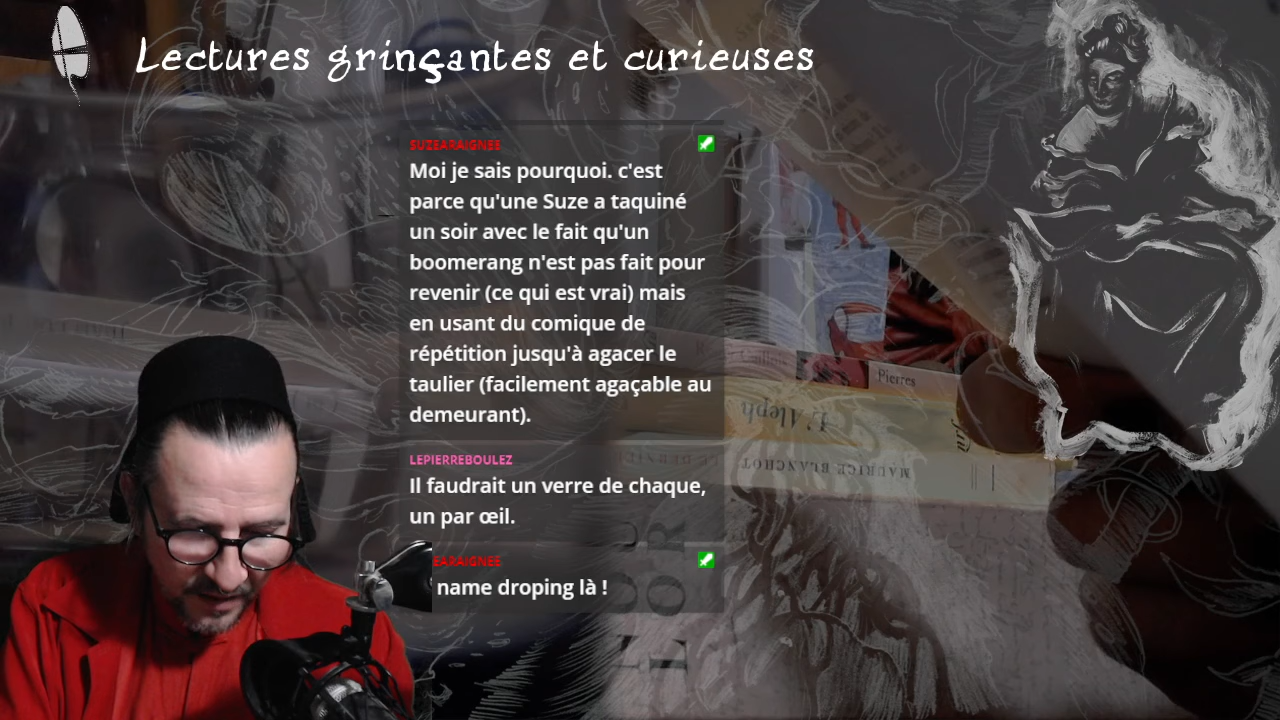 Lectures grinçantes et curieuses
SUZEARAIGNEE
Moi je sais pourquoi. c'est
parce qu'une Suze a taquiné
un soir avec le fait qu'un
boomerang n'est pas fait pour
revenir (ce qui est vrai) mais
en usant du comique de
répétition jusqu'à agacer le
taulier (facilement agaçable au
demeurant).
LEPIERREBOULEZ
Il faudrait un verre de chaque,
un par œil.
EARAIGNEE
name droping là !
Pierres
L'Aleph
MAURICE BLANCHOT